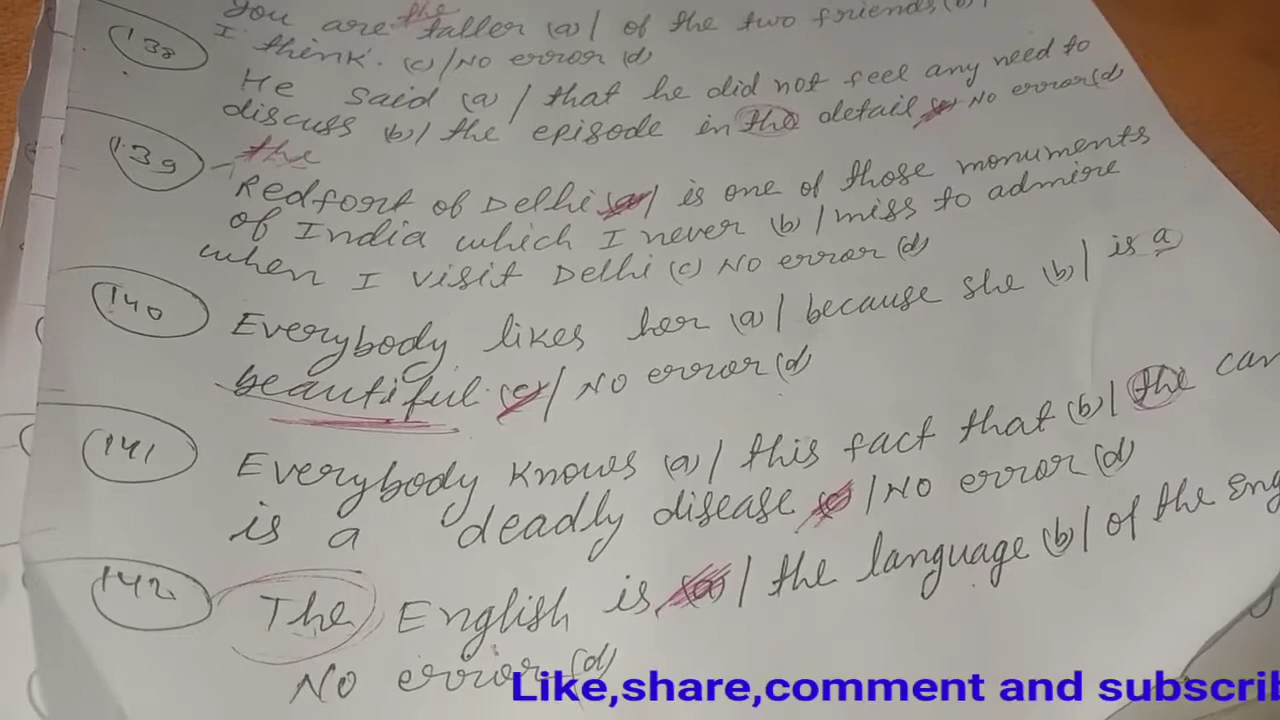 the
You are taller (a)/ of the two friends (b)/
I think. (c)/No error (d)
138
He said (a) / that he did not feel any need to
discuss (b)/ the episode in the detail (c) No error (d)
139
the
Redfort of Delhi (a)/ is one of those monuments
of India which I never (b) / miss to admire
when I visit Delhi (c) No error (d)
140
Everybody likes her (a)/ because she (b)/ is a
beautiful. (c)/ No error (d)
141
Everybody knows (a)/ this fact that (b)/ the can
is a deadly disease (c) /No error (d)
142
The English is (a)/ the language (b)/ of the Eng
No error (d)
Like,share,comment and subscrib